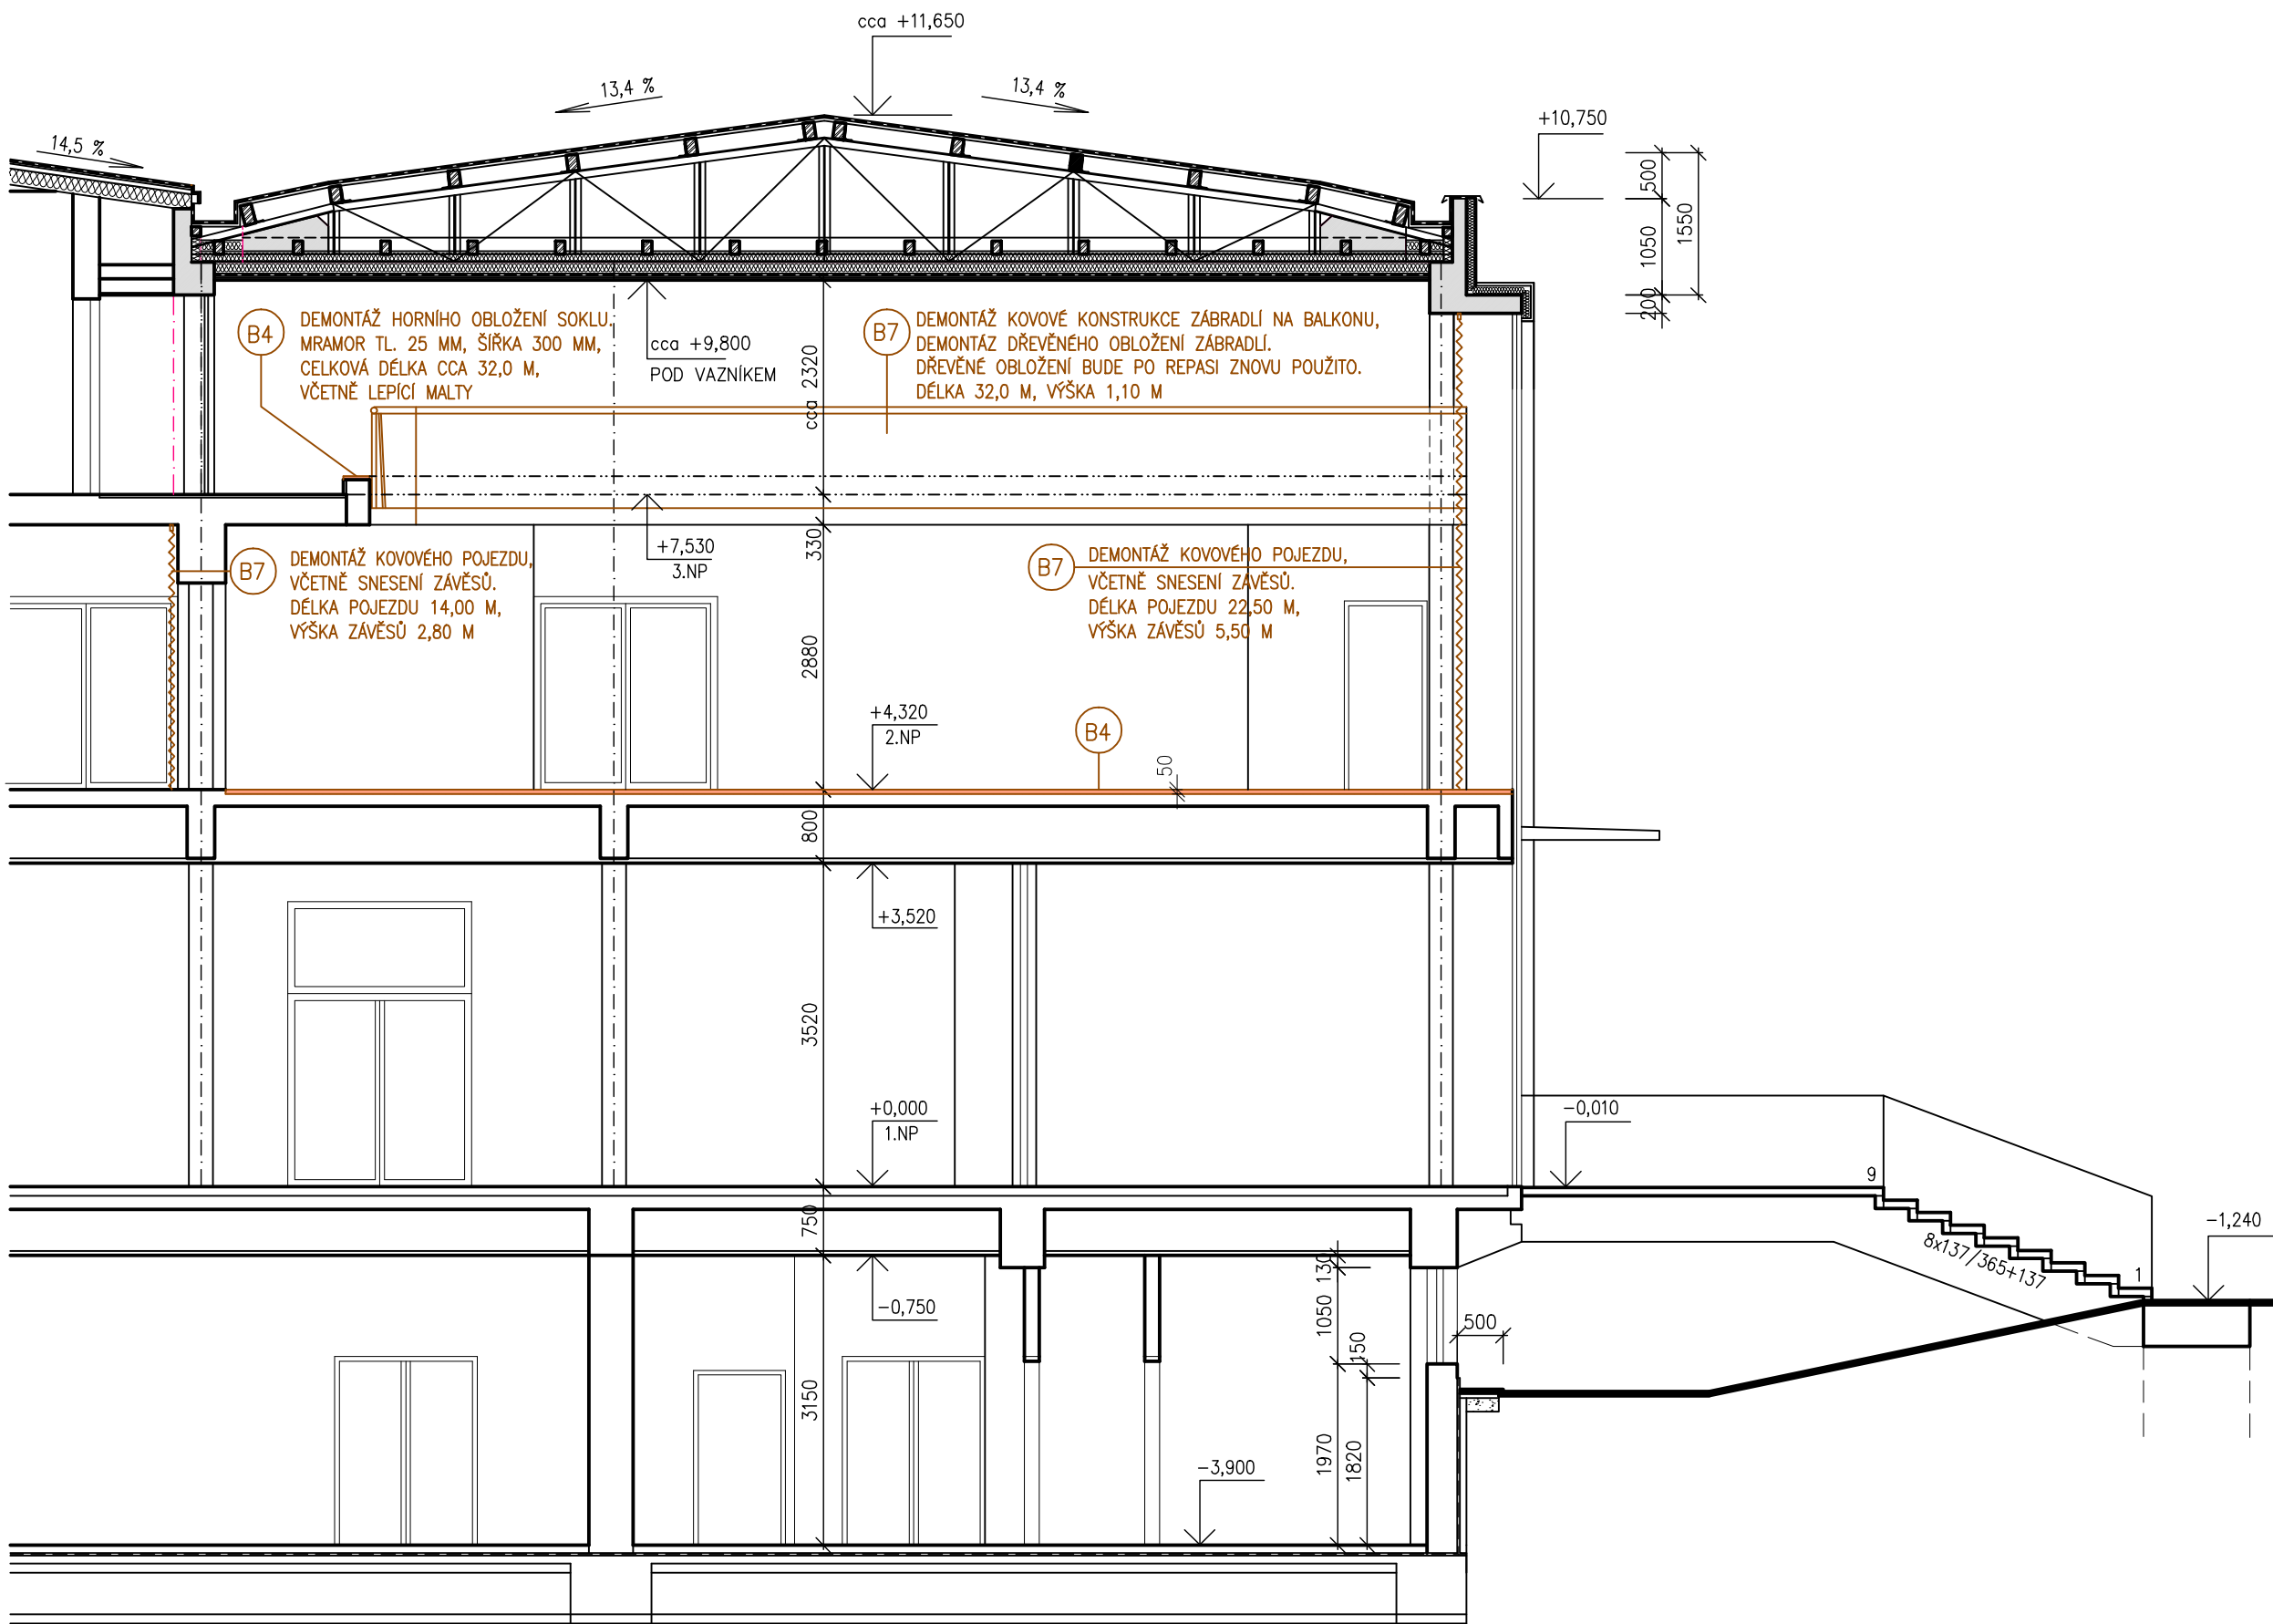 cca +11,650
13,4 %
13,4 %
14,5 %
+10,750
500
1050
1550
200
B4
DEMONTÁŽ HORNÍHO OBLOŽENÍ SOKLU.
MRAMOR TL. 25 MM, ŠÍŘKA 300 MM,
CELKOVÁ DÉLKA CCA 32,0 M,
VČETNĚ LEPÍCÍ MALTY
cca +9,800
POD VAZNÍKEM
cca 2320
B7
DEMONTÁŽ KOVOVÉ KONSTRUKCE ZÁBRADLÍ NA BALKONU,
DEMONTÁZ DŘEVĚNÉHO OBLOŽENÍ ZÁBRADLÍ.
DŘEVĚNÉ OBLOŽENÍ BUDE PO REPASI ZNOVU POUŽITO.
DÉLKA 32,0 M, VÝŠKA 1,10 M
B7
DEMONTÁŽ KOVOVÉHO POJEZDU,
VČETNĚ SNESENÍ ZÁVĚSŮ.
DÉLKA POJEZDU 14,00 M,
VÝŠKA ZÁVĚSŮ 2,80 M
+7,530
3.NP
330
B7
DEMONTÁŽ KOVOVÉHO POJEZDU,
VČETNĚ SNESENÍ ZÁVĚSŮ.
DÉLKA POJEZDU 22,50 M,
VÝŠKA ZÁVĚSŮ 5,50 M
2880
+4,320
2.NP
B4
50
800
+3,520
3520
+0,000
1.NP
-0,010
9
8x137/365+137
1
-1,240
750
-0,750
130
1050
150
500
3150
1970
1820
-3,900